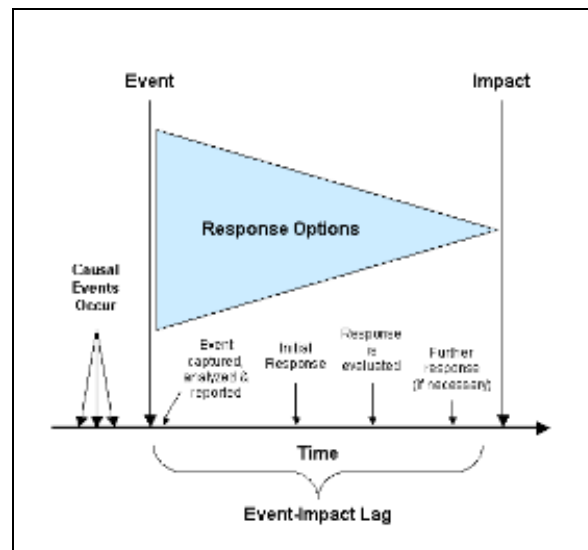 Event
Impact
Response Options
Causal
Events
Occur
Event
captured,
analyzed &
reported
Initial
Response
Response
is
evaluated
Further
response
(if necessary)
Time
Event-Impact Lag